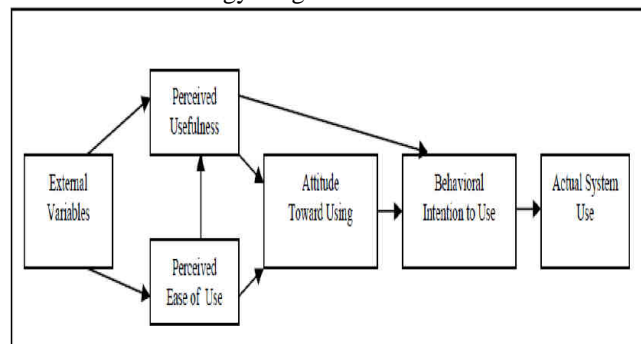 Perceived
Usefulness
External
Variables
Attitude
Toward Using
Behavioral
Intention to Use
Actual System
Use
Perceived
Ease of Use